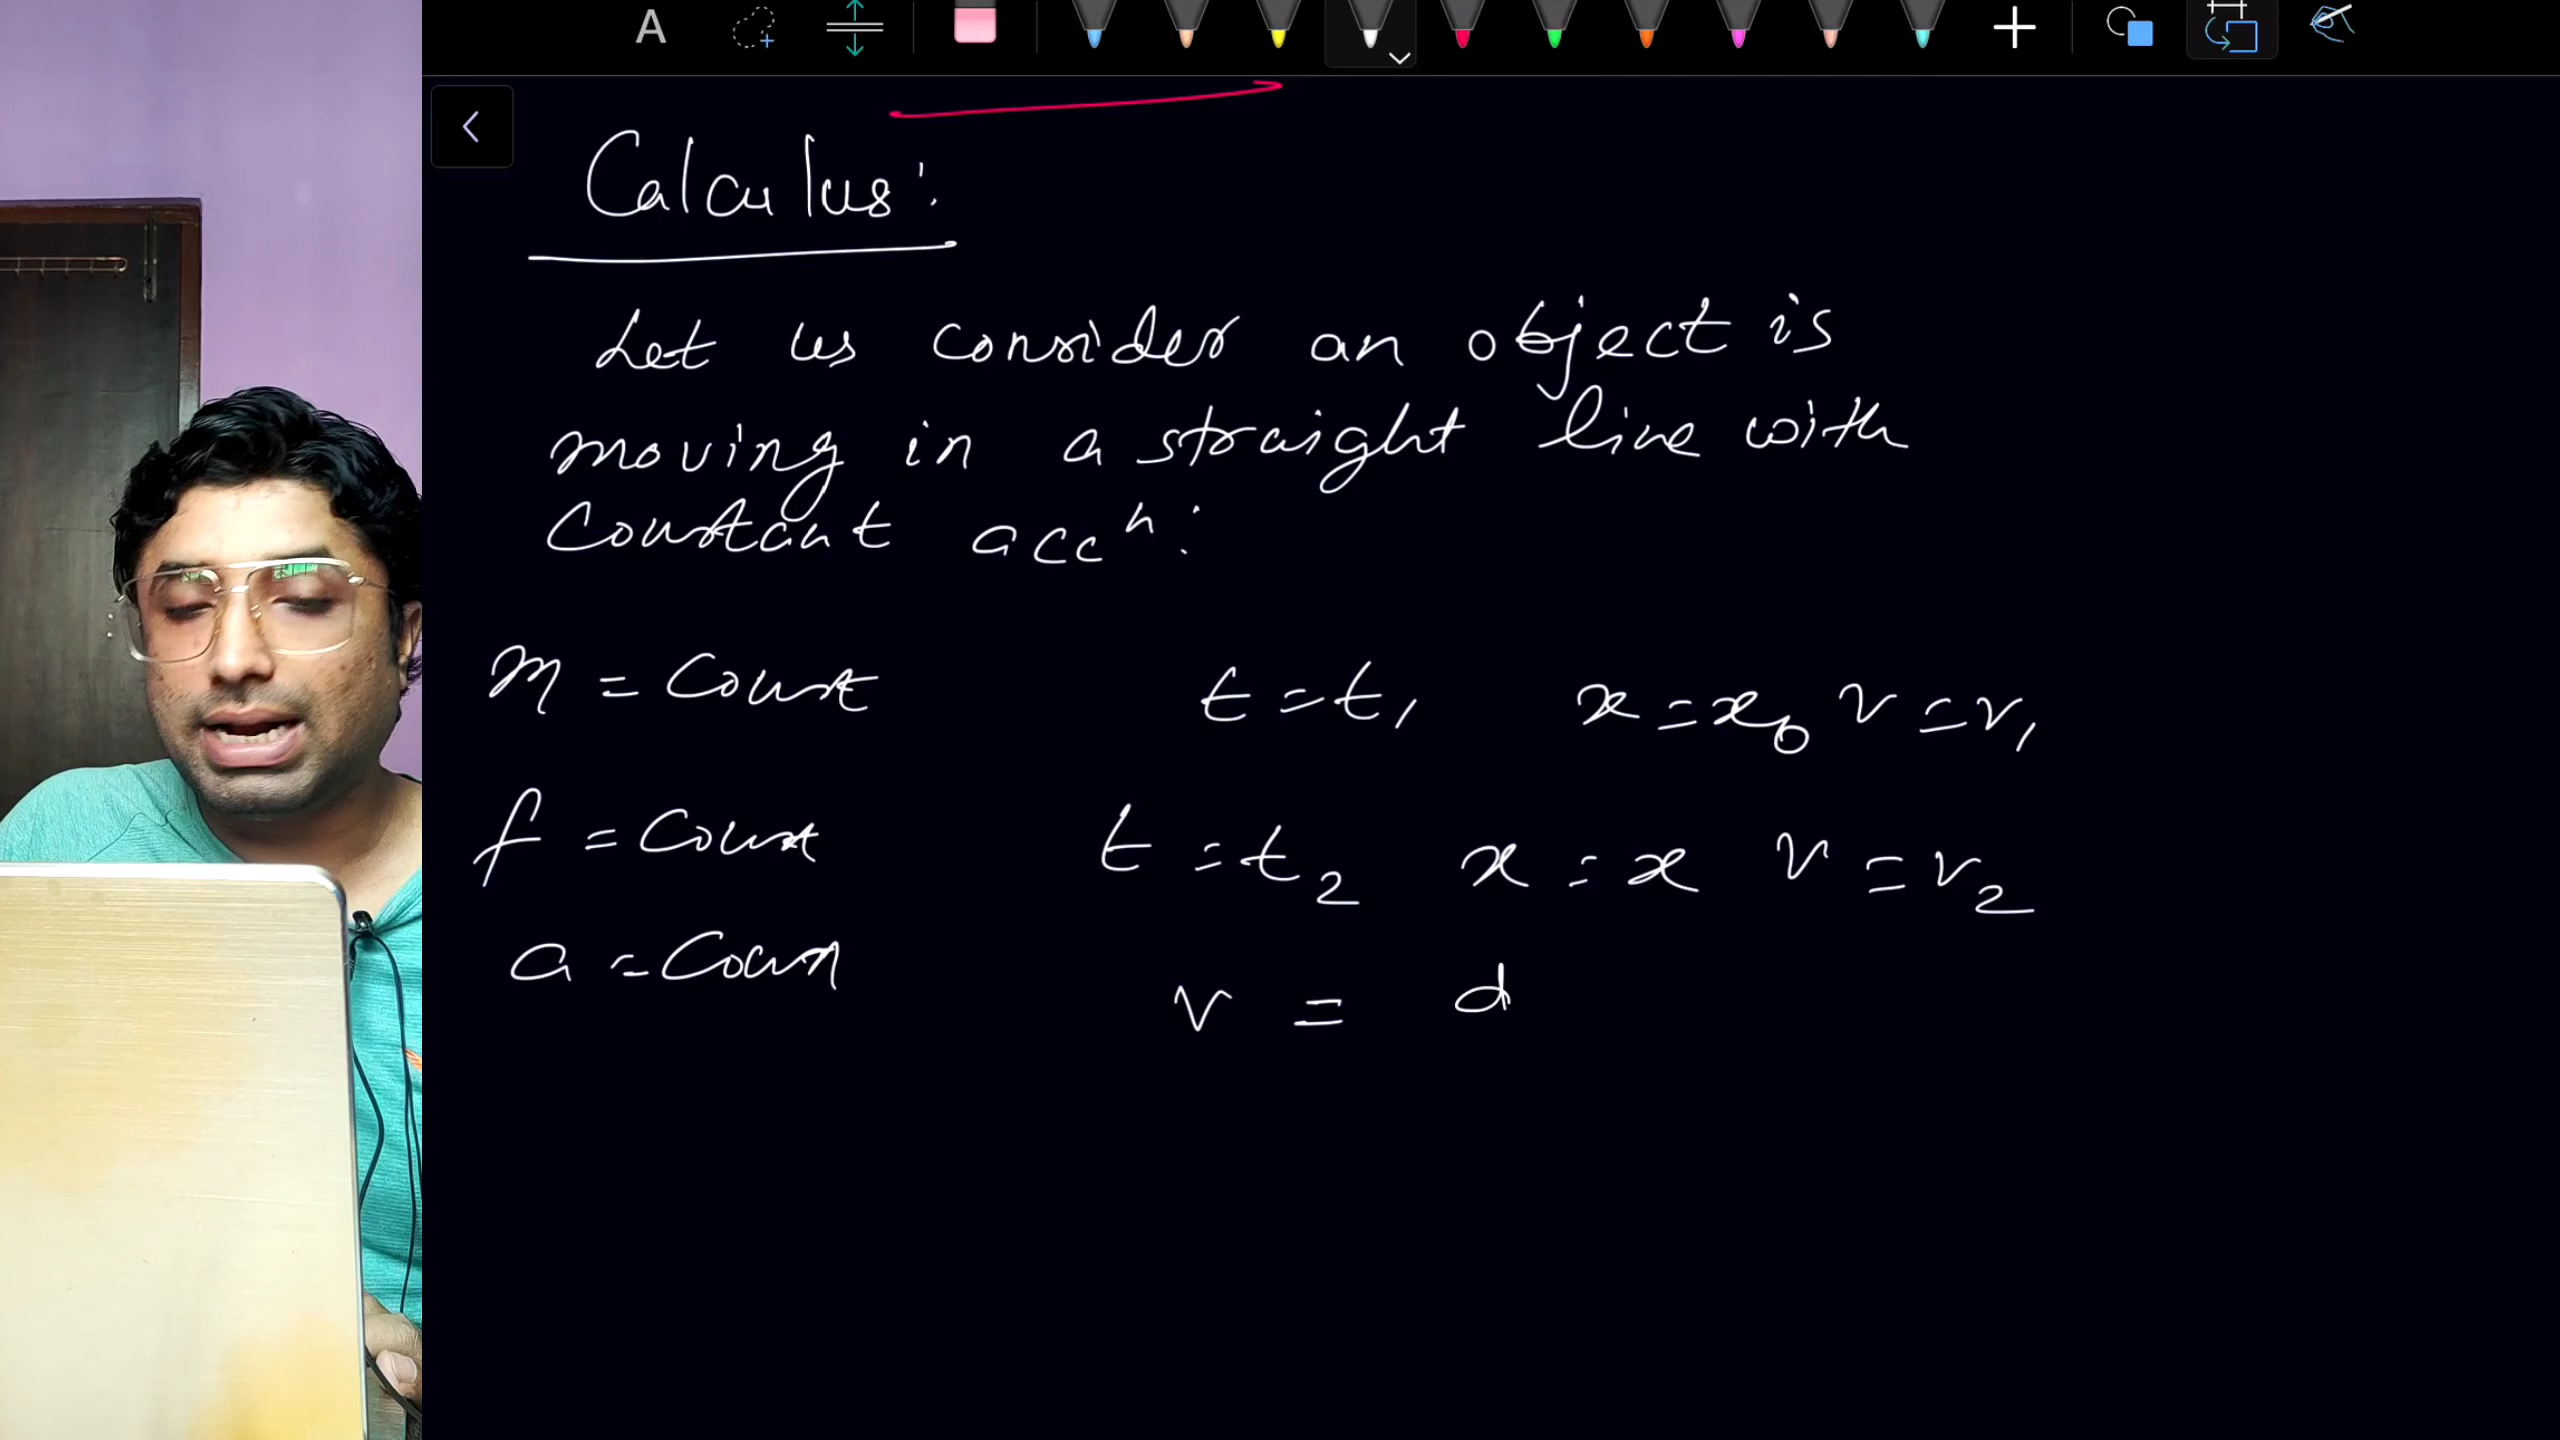 A
Calculus:
Let us consider an object is
moving in a straight line with
constant accⁿ:
m = const
t = t₁ x = x₀ v = v₁
f = const
t = t₂ x = x v = v₂
a = const
v = d